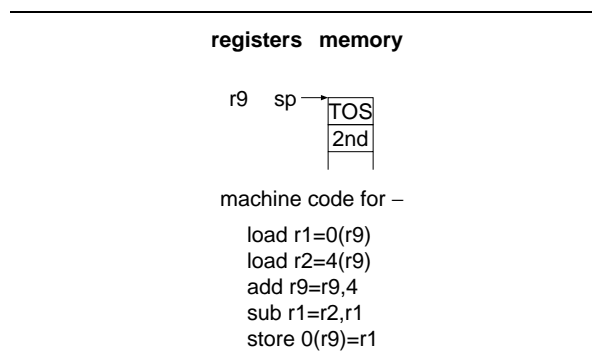 registers memory
r9 sp TOS
2nd
machine code for −
load r1=0(r9)
load r2=4(r9)
add r9=r9,4
sub r1=r2,r1
store 0(r9)=r1